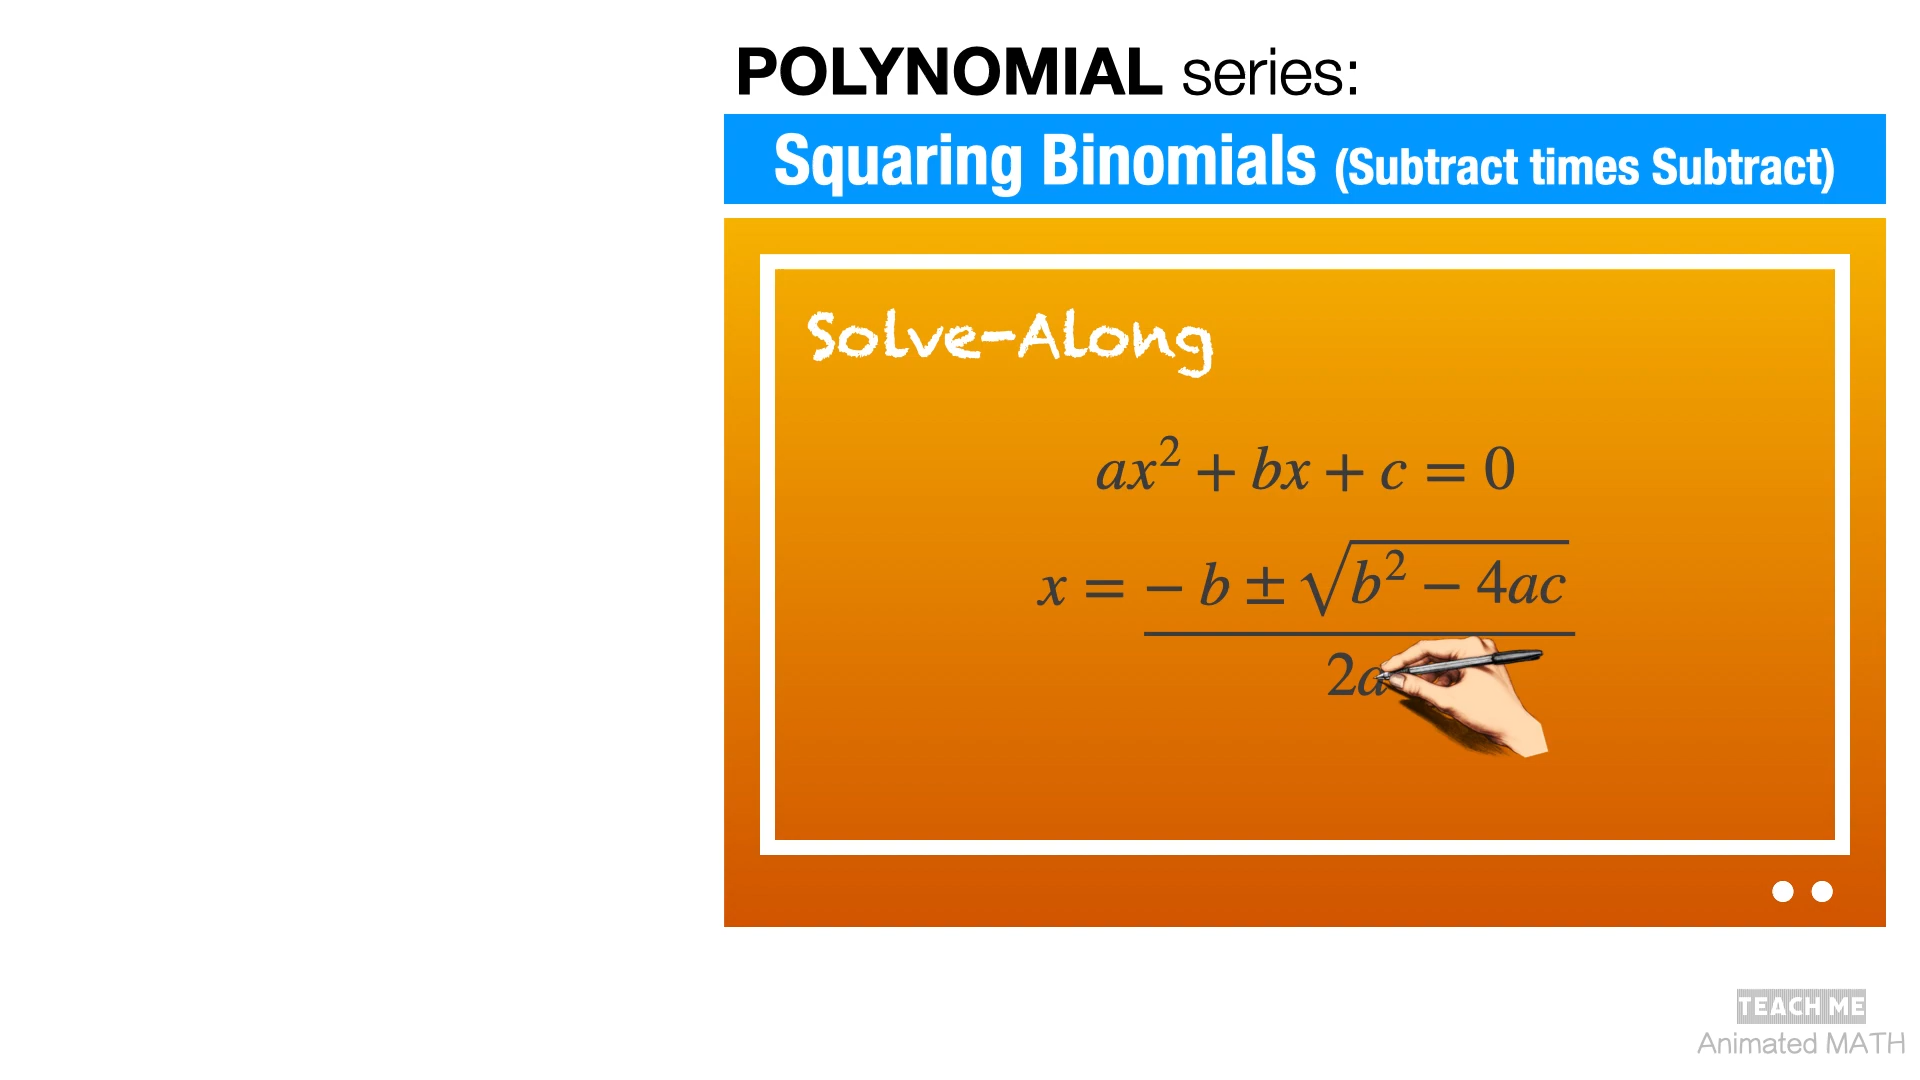 POLYNOMIAL series:
Squaring Binomials (Subtract times Subtract)
Solve-Along
ax² + bx + c = 0
x = − b ± √b² − 4ac
2a
TEACH ME
Animated MATH